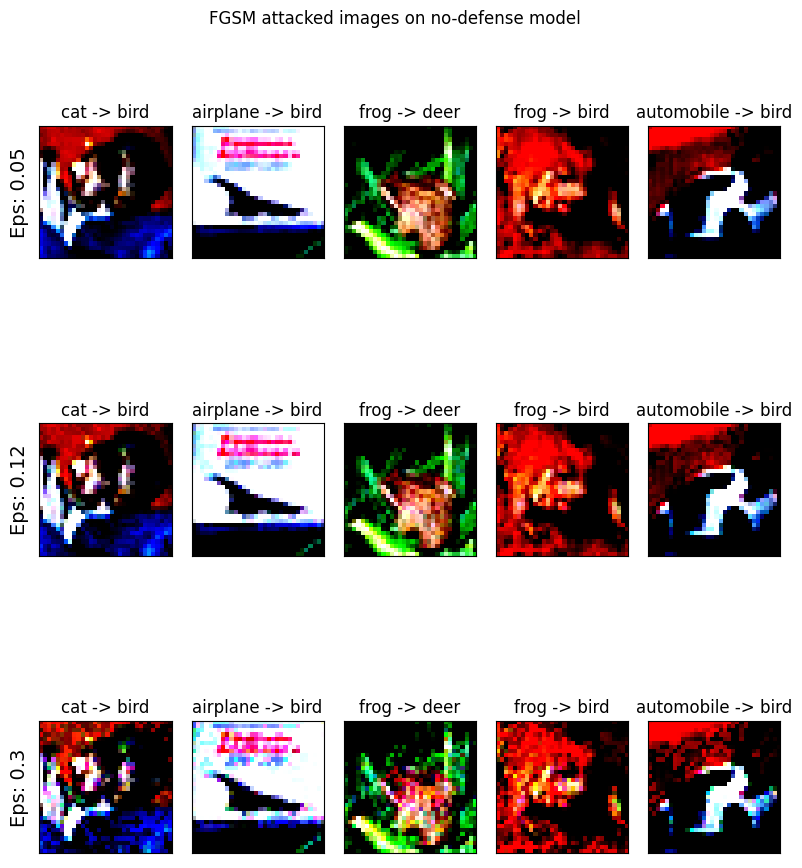 FGSM attacked images on no-defense model
cat -> bird
airplane -> bird
frog -> deer
frog -> bird
automobile -> bird
Eps: 0.05
cat -> bird
airplane -> bird
frog -> deer
frog -> bird
automobile -> bird
Eps: 0.12
cat -> bird
airplane -> bird
frog -> deer
frog -> bird
automobile -> bird
Eps: 0.3